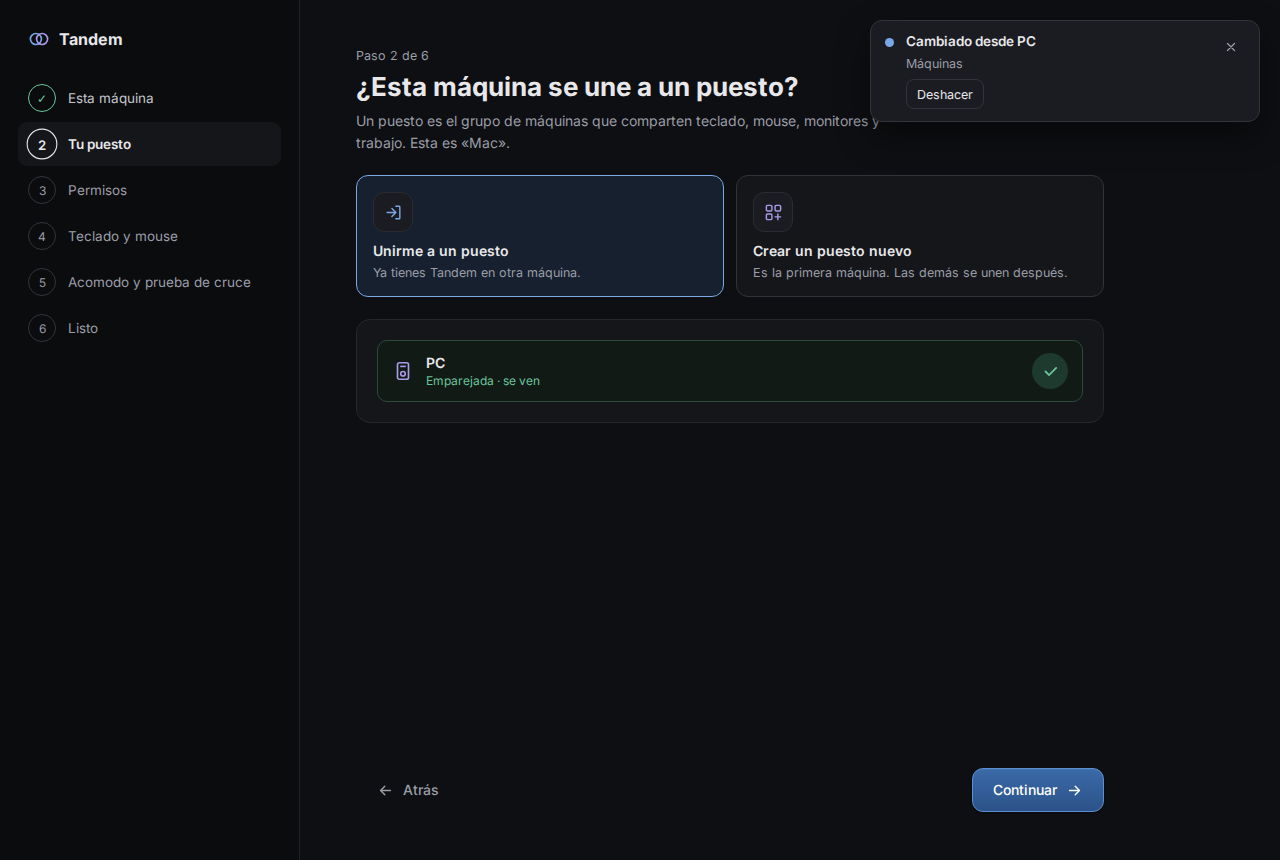 Tandem
✓ Esta máquina
2 Tu puesto
3 Permisos
4 Teclado y mouse
5 Acomodo y prueba de cruce
6 Listo
Paso 2 de 6
¿Esta máquina se une a un puesto?
Un puesto es el grupo de máquinas que comparten teclado, mouse, monitores y
trabajo. Esta es «Mac».
Cambiado desde PC
Máquinas
Deshacer
Unirme a un puesto
Ya tienes Tandem en otra máquina.
Crear un puesto nuevo
Es la primera máquina. Las demás se unen después.
PC
Emparejada · se ven
Atrás
Continuar